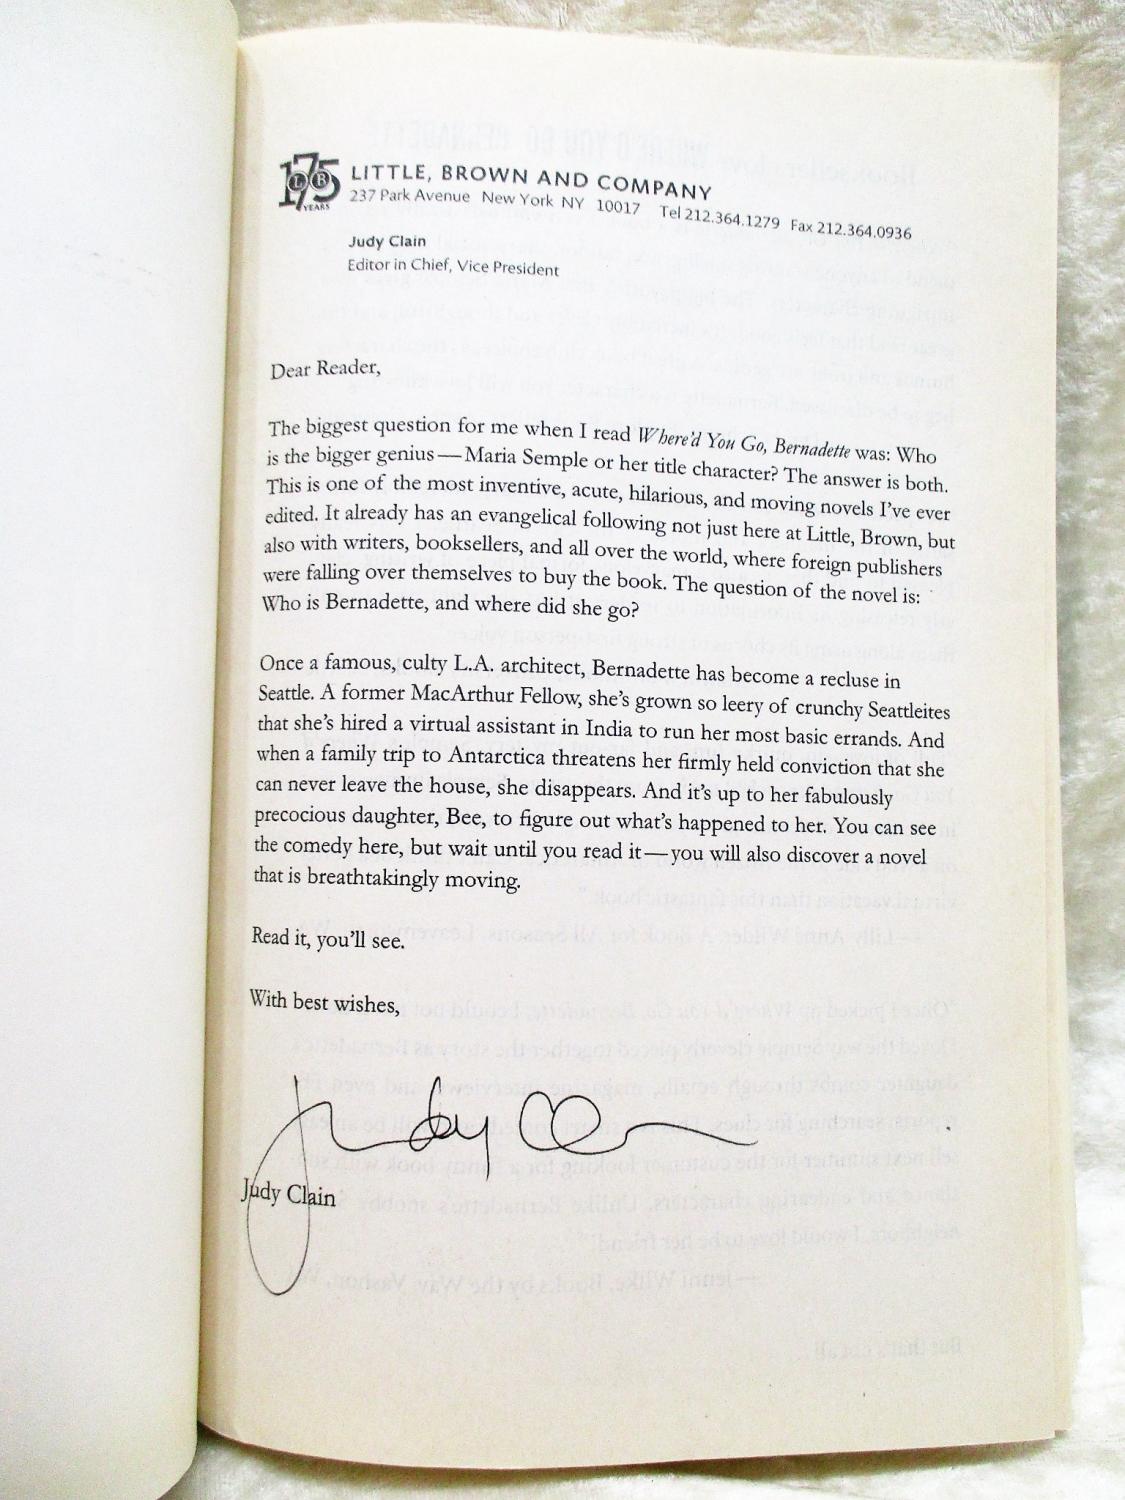 175
LB
YEARS
LITTLE, BROWN AND COMPANY
237 Park Avenue New York NY 10017 Tel 212.364.1279 Fax 212.364.0936
Judy Clain
Editor in Chief, Vice President
Dear Reader,
The biggest question for me when I read Where'd You Go, Bernadette was: Who
is the bigger genius—Maria Semple or her title character? The answer is both.
This is one of the most inventive, acute, hilarious, and moving novels I've ever
edited. It already has an evangelical following not just here at Little, Brown, but
also with writers, booksellers, and all over the world, where foreign publishers
were falling over themselves to buy the book. The question of the novel is:
Who is Bernadette, and where did she go?
Once a famous, culty L.A. architect, Bernadette has become a recluse in
Seattle. A former MacArthur Fellow, she's grown so leery of crunchy Seattleites
that she's hired a virtual assistant in India to run her most basic errands. And
when a family trip to Antarctica threatens her firmly held conviction that she
can never leave the house, she disappears. And it's up to her fabulously
precocious daughter, Bee, to figure out what's happened to her. You can see
the comedy here, but wait until you read it—you will also discover a novel
that is breathtakingly moving.
Read it, you'll see.
With best wishes,
Judy Clain
Judy Clain